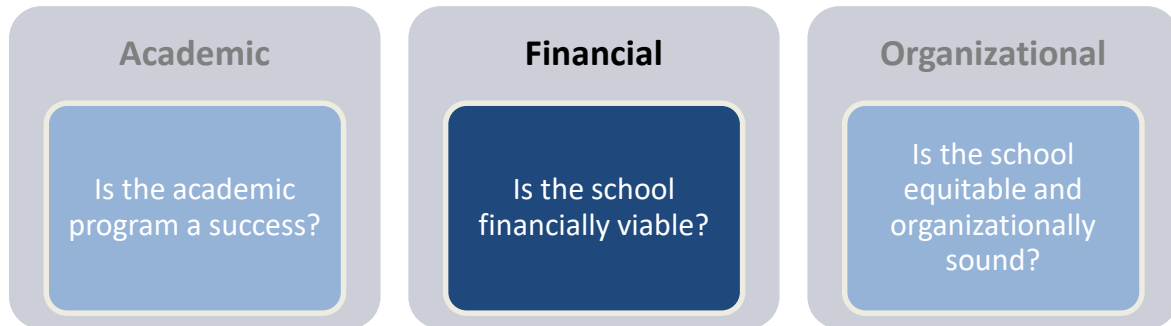 Academic
Is the academic
program a success?
Financial
Is the school
financially viable?
Organizational
Is the school
equitable and
organizationally
sound?